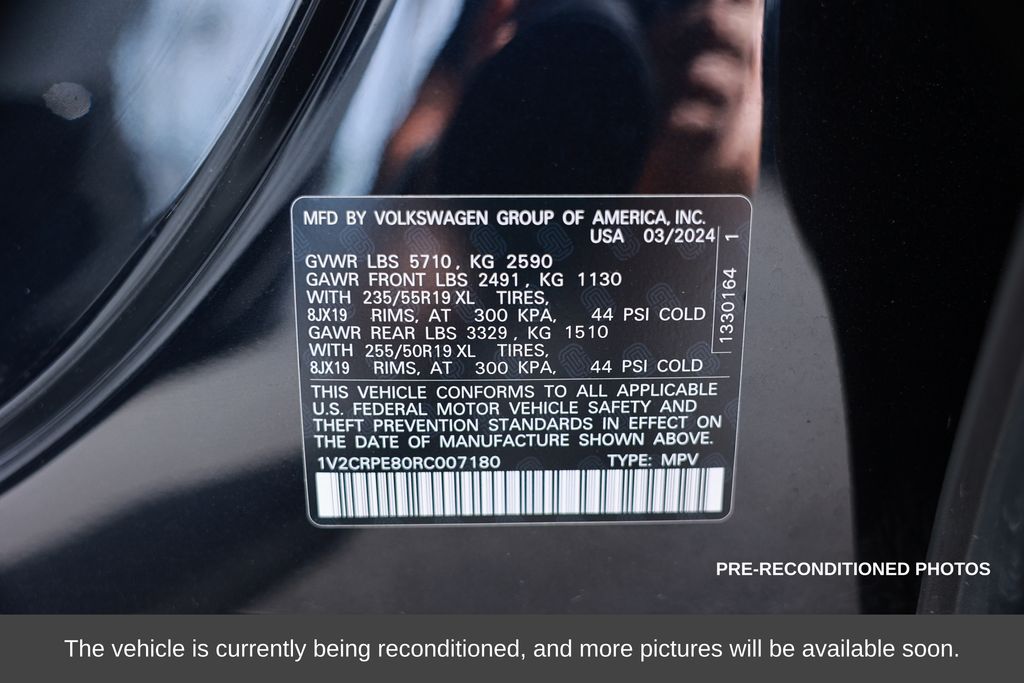 MFD BY VOLKSWAGEN GROUP OF AMERICA, INC.
USA 03/2024
1330164 1
GVWR LBS 5710, KG 2590
GAWR FRONT LBS 2491, KG 1130
WITH 235/55R19 XL TIRES,
8JX19 RIMS, AT 300 KPA, 44 PSI COLD
GAWR REAR LBS 3329, KG 1510
WITH 255/50R19 XL TIRES,
8JX19 RIMS, AT 300 KPA, 44 PSI COLD
THIS VEHICLE CONFORMS TO ALL APPLICABLE
U.S. FEDERAL MOTOR VEHICLE SAFETY AND
THEFT PREVENTION STANDARDS IN EFFECT ON
THE DATE OF MANUFACTURE SHOWN ABOVE.
1V2CRPE80RC007180 TYPE: MPV
PRE-RECONDITIONED PHOTOS
The vehicle is currently being reconditioned, and more pictures will be available soon.